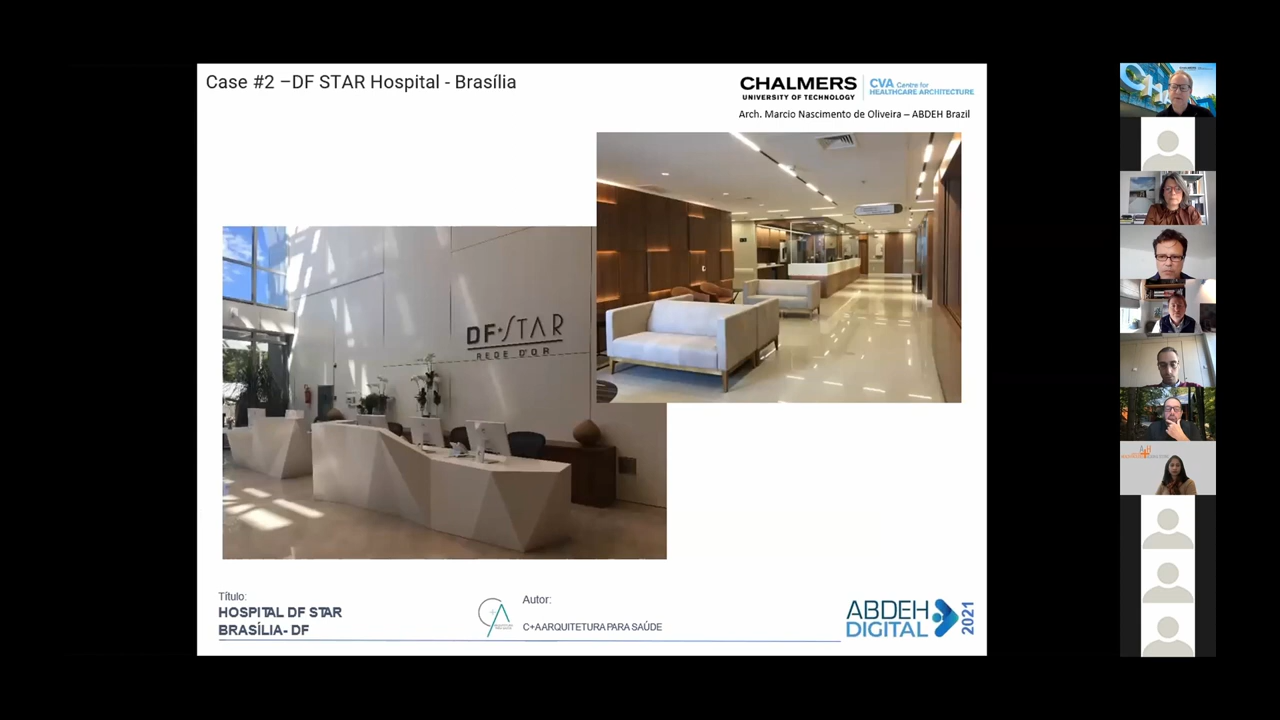 Case #2 –DF STAR Hospital - Brasília
CHALMERS
UNIVERSITY OF TECHNOLOGY
CVA Centre for
HEALTHCARE ARCHITECTURE
Arch. Marcio Nascimento de Oliveira – ABDEH Brazil
DF·STAR
REDE D'OR
Título:
HOSPITAL DF STAR
BRASÍLIA- DF
Autor:
C+AARQUITETURA PARA SAÚDE
ABDEH
DIGITAL
2021